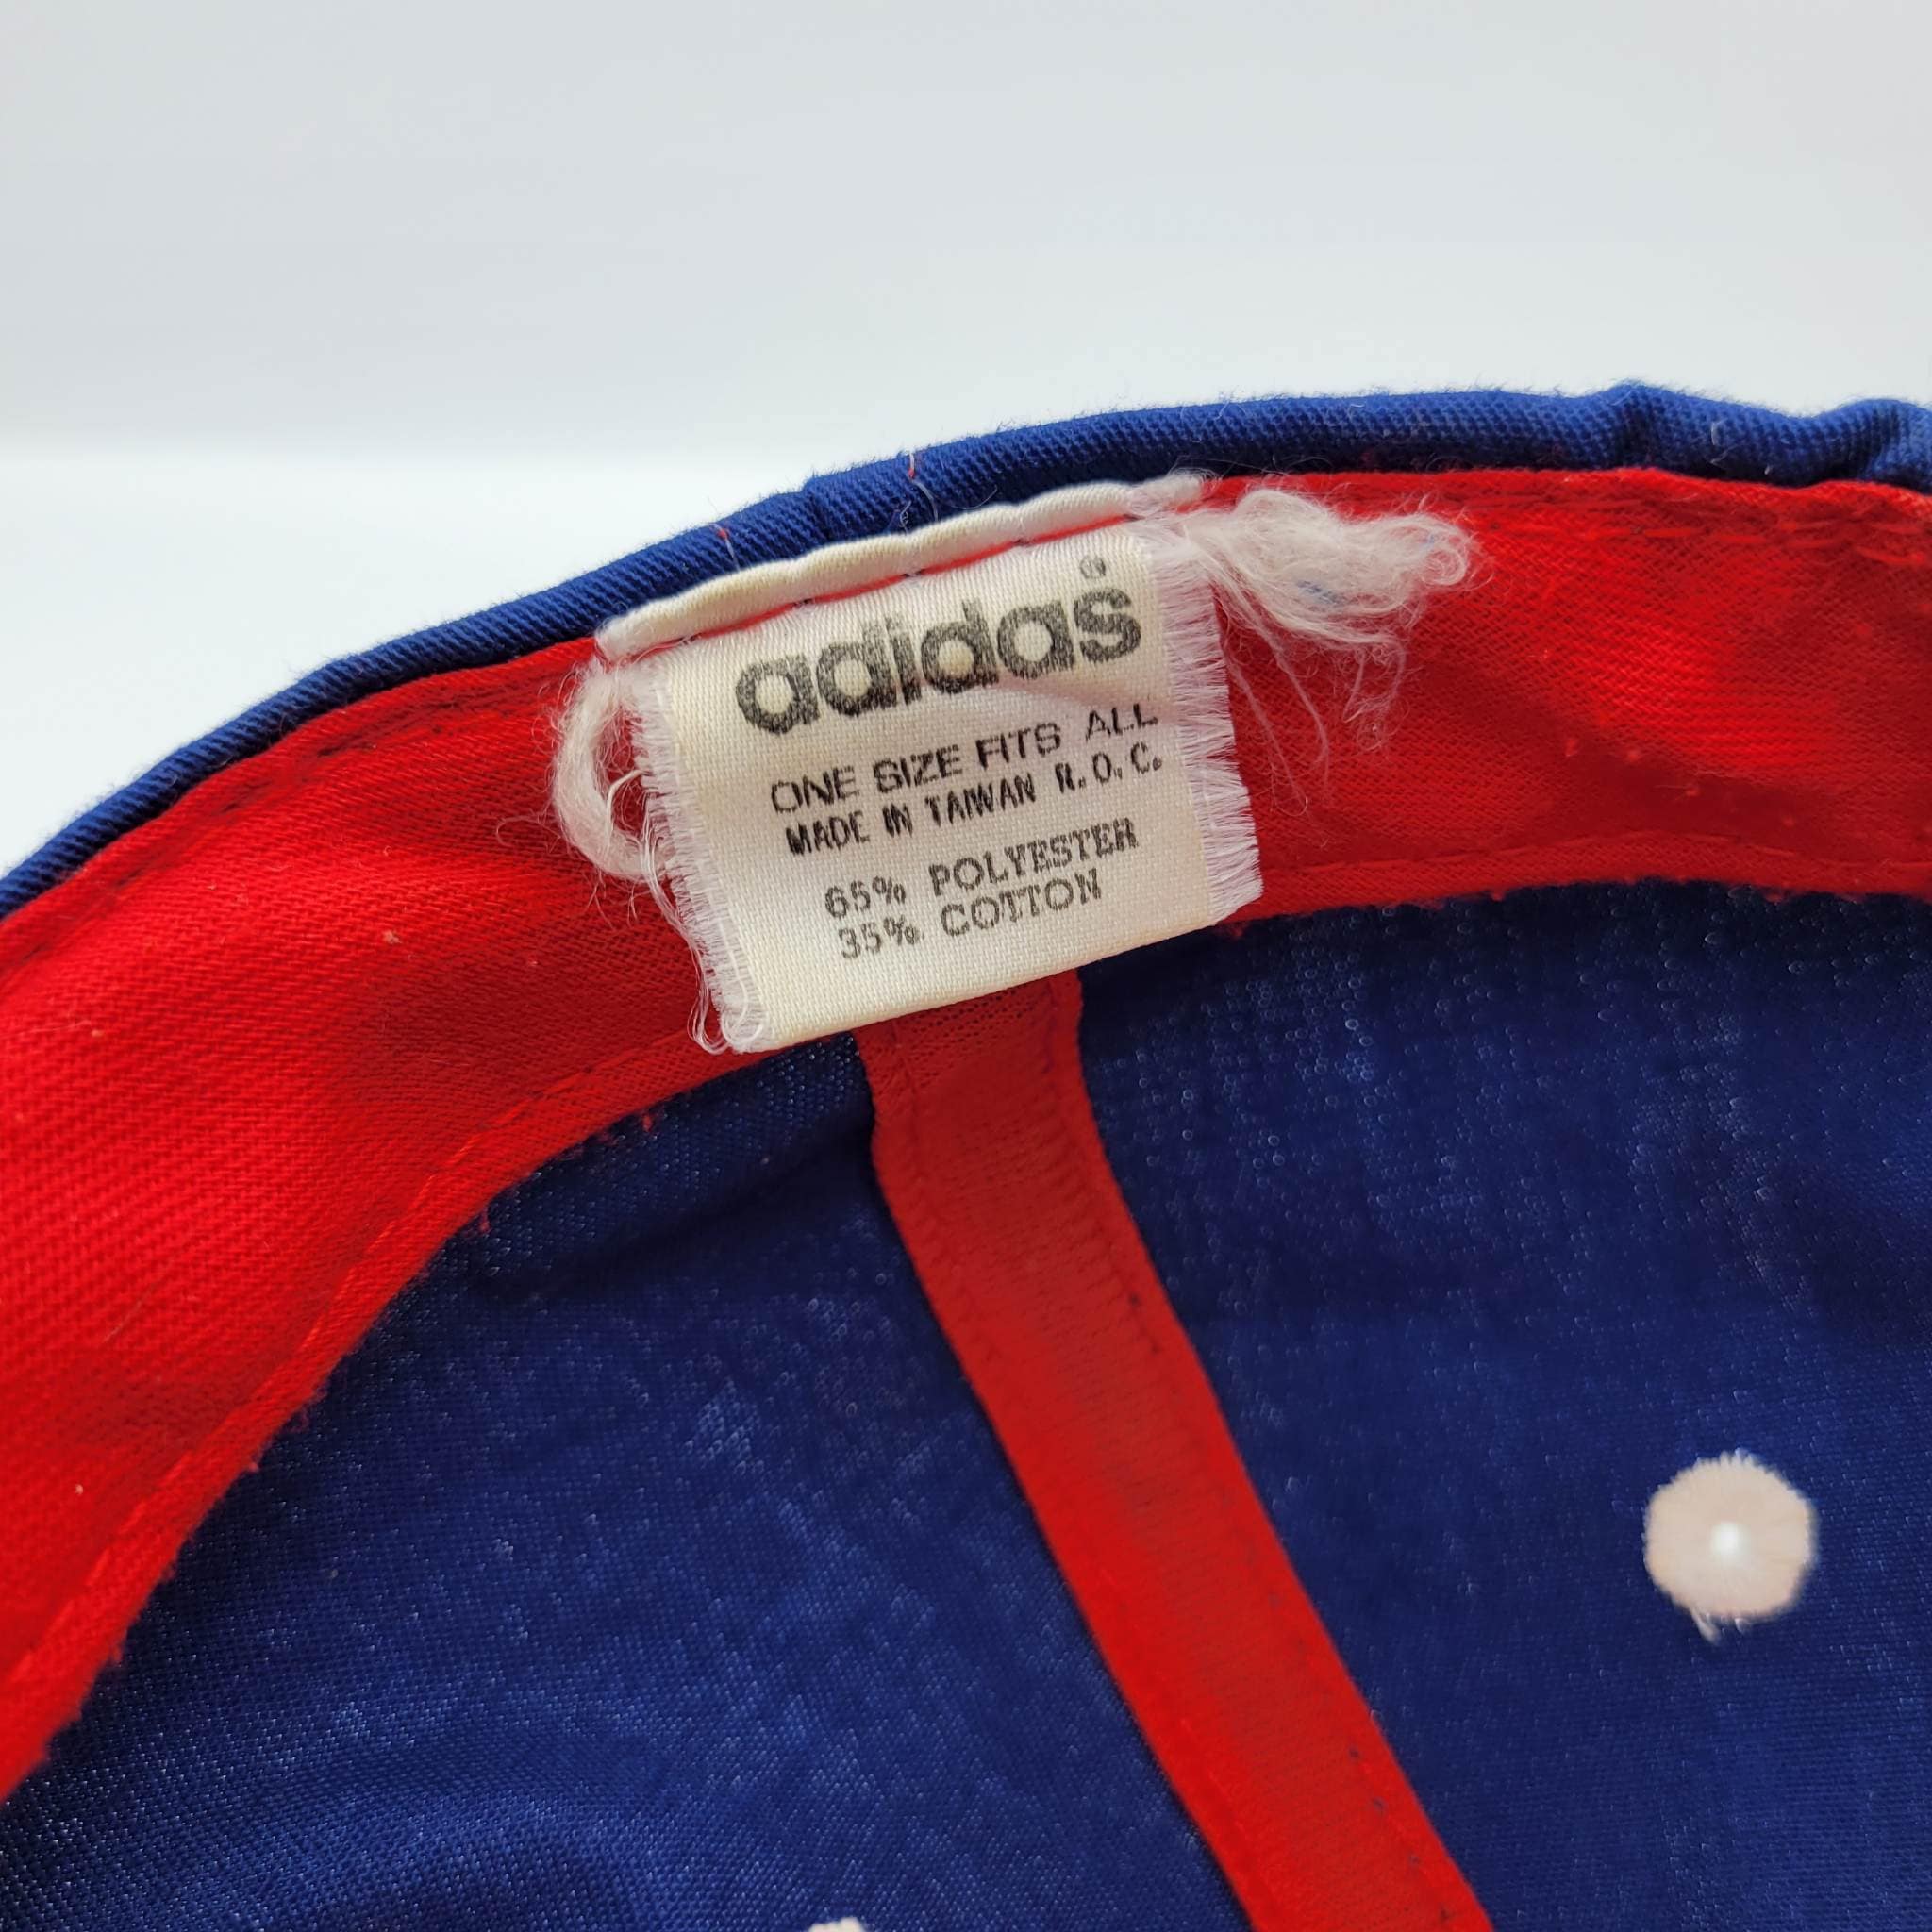 adidas®
ONE SIZE FITS ALL
MADE IN TAIWAN R.O.C.
65% POLYESTER
35% COTTON